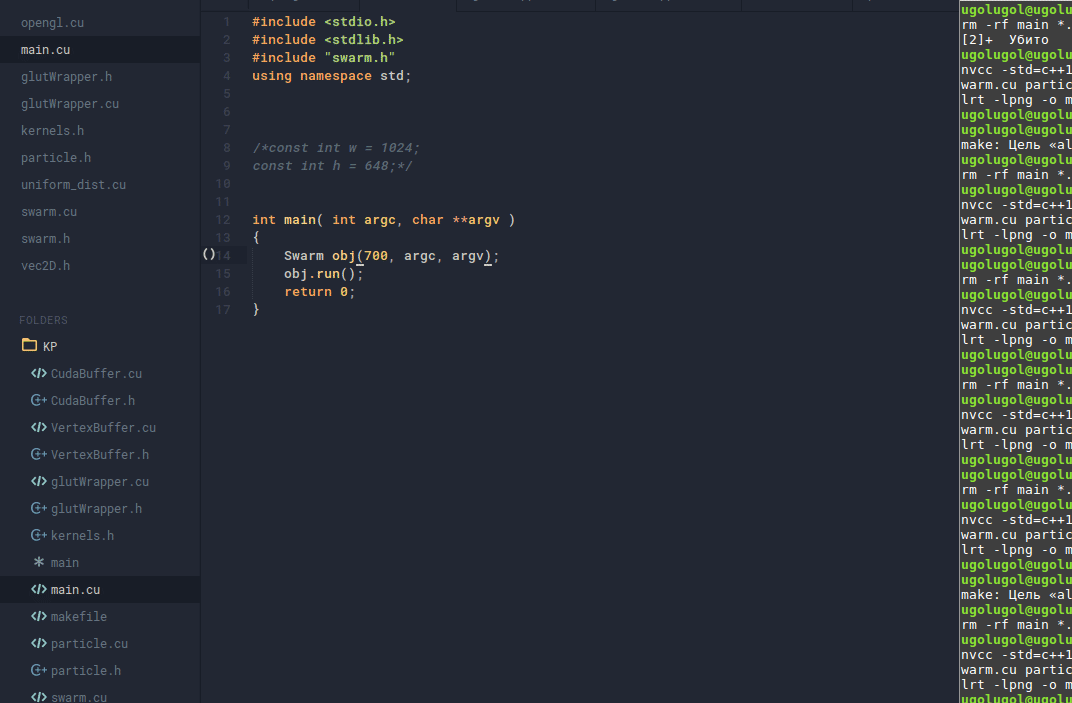 opengl.cu
main.cu
glutWrapper.h
glutWrapper.cu
kernels.h
particle.h
uniform_dist.cu
swarm.cu
swarm.h
vec2D.h
FOLDERS
KP
CudaBuffer.cu
CudaBuffer.h
VertexBuffer.cu
VertexBuffer.h
glutWrapper.cu
glutWrapper.h
kernels.h
main
main.cu
makefile
particle.cu
particle.h
swarm.cu
1 #include <stdio.h>
2 #include <stdlib.h>
3 #include "swarm.h"
4 using namespace std;
5
6
7
8 /*const int w = 1024;
9 const int h = 648;*/
10
11
12 int main( int argc, char **argv )
13 {
()14 Swarm obj(700, argc, argv);
15 obj.run();
16 return 0;
17 }
ugolugol@ugolu
rm -rf main *.
[2]+ Убито
ugolugol@ugolu
nvcc -std=c++1
warm.cu partic
lrt -lpng -o m
ugolugol@ugolu
ugolugol@ugolu
make: Цель «al
ugolugol@ugolu
rm -rf main *.
ugolugol@ugolu
nvcc -std=c++1
warm.cu partic
lrt -lpng -o m
ugolugol@ugolu
ugolugol@ugolu
rm -rf main *.
ugolugol@ugolu
nvcc -std=c++1
warm.cu partic
lrt -lpng -o m
ugolugol@ugolu
ugolugol@ugolu
rm -rf main *.
ugolugol@ugolu
nvcc -std=c++1
warm.cu partic
lrt -lpng -o m
ugolugol@ugolu
ugolugol@ugolu
rm -rf main *.
ugolugol@ugolu
nvcc -std=c++1
warm.cu partic
lrt -lpng -o m
ugolugol@ugolu
ugolugol@ugolu
make: Цель «al
ugolugol@ugolu
rm -rf main *.
ugolugol@ugolu
nvcc -std=c++1
warm.cu partic
lrt -lpng -o m
ugolugol@ugolu